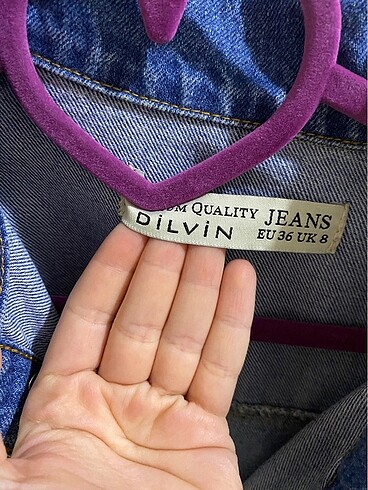 QUALITY JEANS
DİLVİN EU 36 UK 8